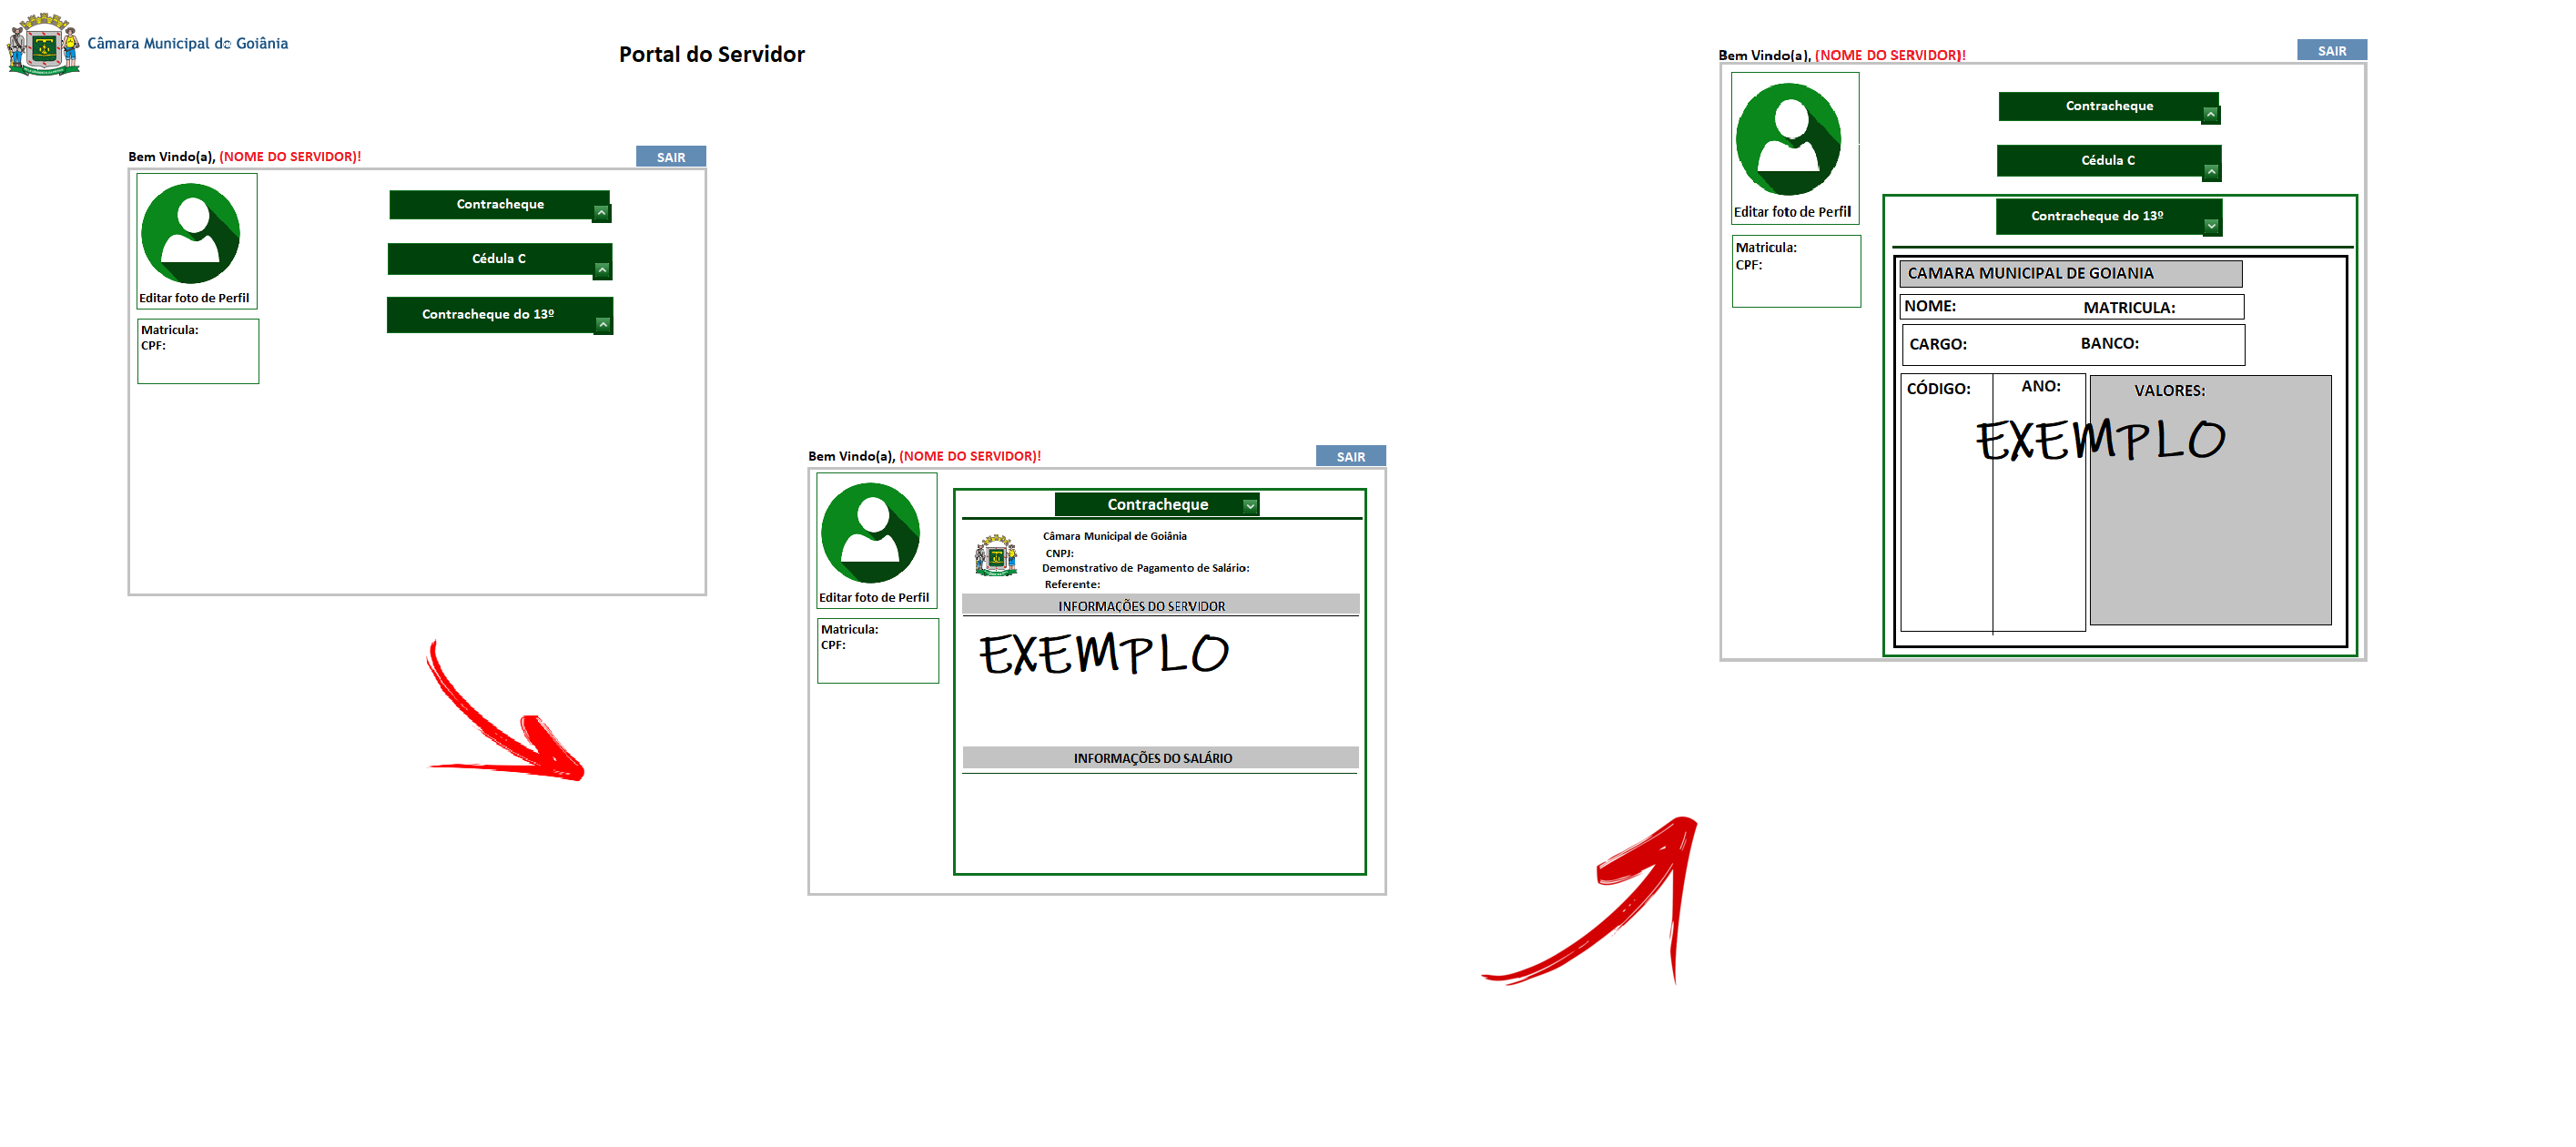 Câmara Municipal de Goiânia
Portal do Servidor
Bem Vindo(a), (NOME DO SERVIDOR)!
SAIR
Editar foto de Perfil
Matricula:
CPF:
Contracheque
Cédula C
Contracheque do 13º
Bem Vindo(a), (NOME DO SERVIDOR)!
SAIR
Editar foto de Perfil
Matricula:
CPF:
Contracheque
Câmara Municipal de Goiânia
CNPJ:
Demonstrativo de Pagamento de Salário:
Referente:
INFORMAÇÕES DO SERVIDOR
EXEMPLO
INFORMAÇÕES DO SALÁRIO
Bem Vindo(a), (NOME DO SERVIDOR)!
SAIR
Editar foto de Perfil
Matricula:
CPF:
Contracheque
Cédula C
Contracheque do 13º
CAMARA MUNICIPAL DE GOIANIA
NOME: MATRICULA:
CARGO: BANCO:
CÓDIGO: ANO: VALORES:
EXEMPLO